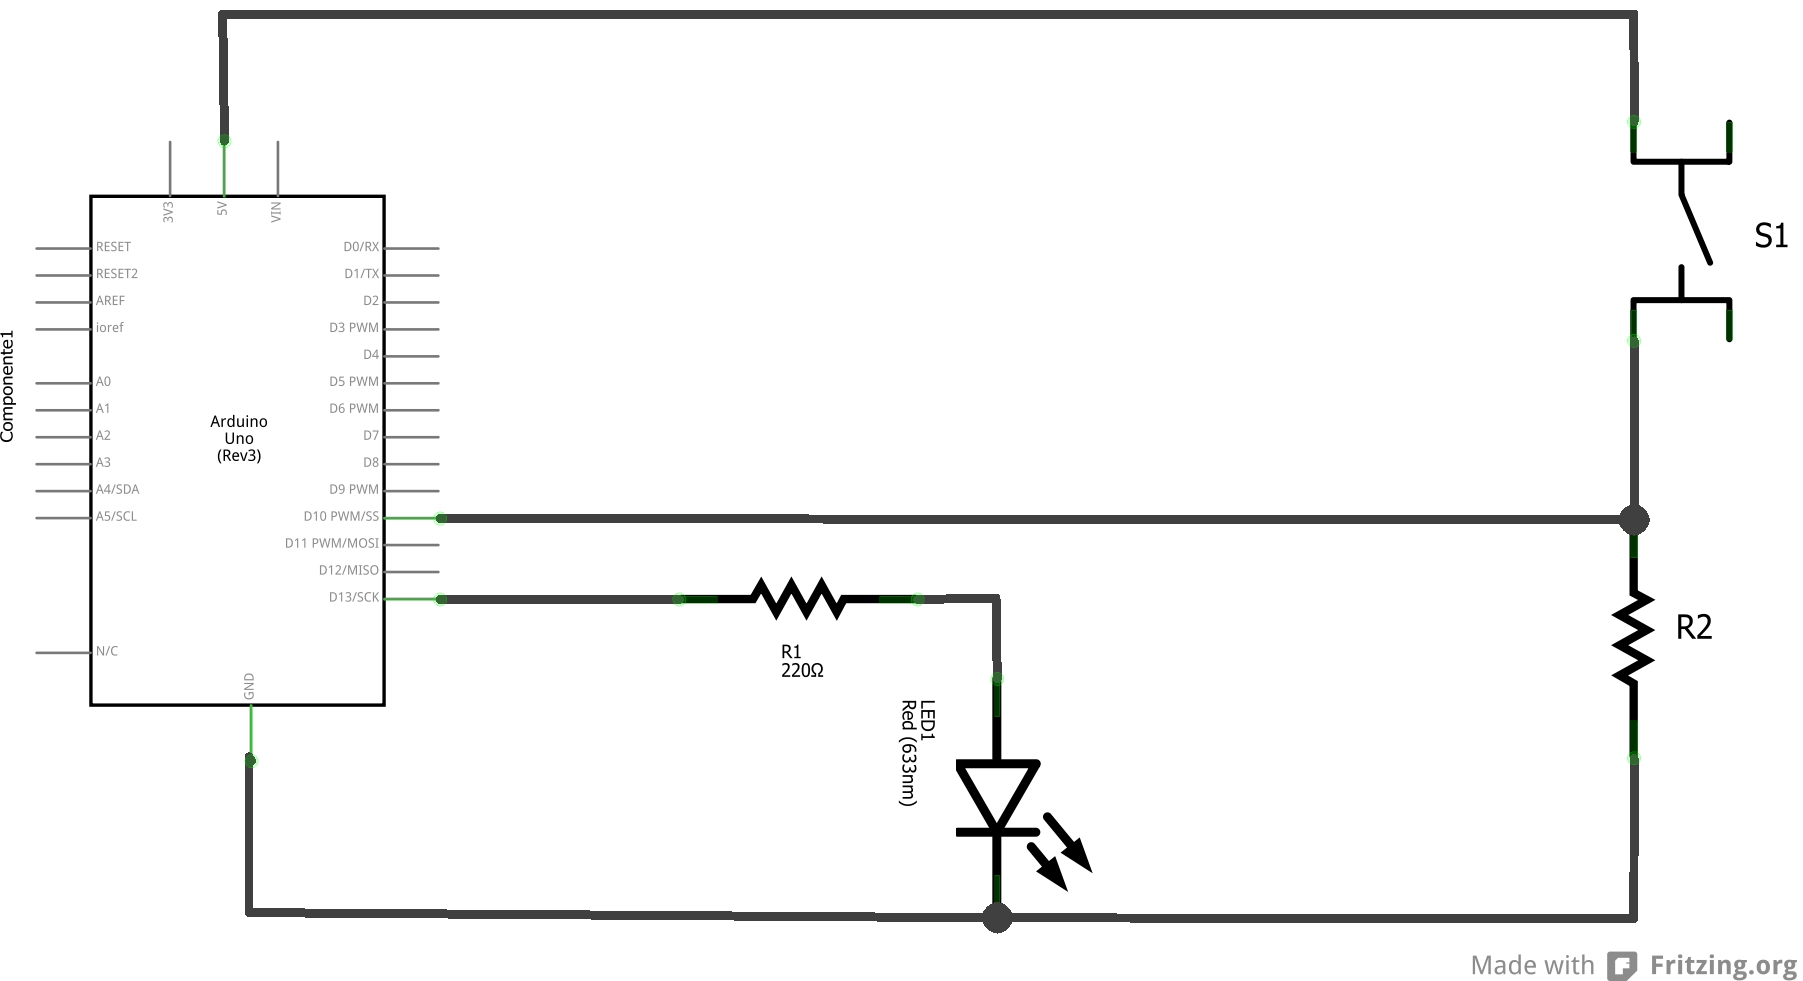 3V3
5V
VIN
RESET
RESET2
AREF
ioref
A0
A1
A2
A3
A4/SDA
A5/SCL
N/C
D0/RX
D1/TX
D2
D3 PWM
D4
D5 PWM
D6 PWM
D7
D8
D9 PWM
D10 PWM/SS
D11 PWM/MOSI
D12/MISO
D13/SCK
GND
Componente1
Arduino
Uno
(Rev3)
S1
R1
220Ω
R2
LED1
Red (633nm)
Made with Fritzing.org